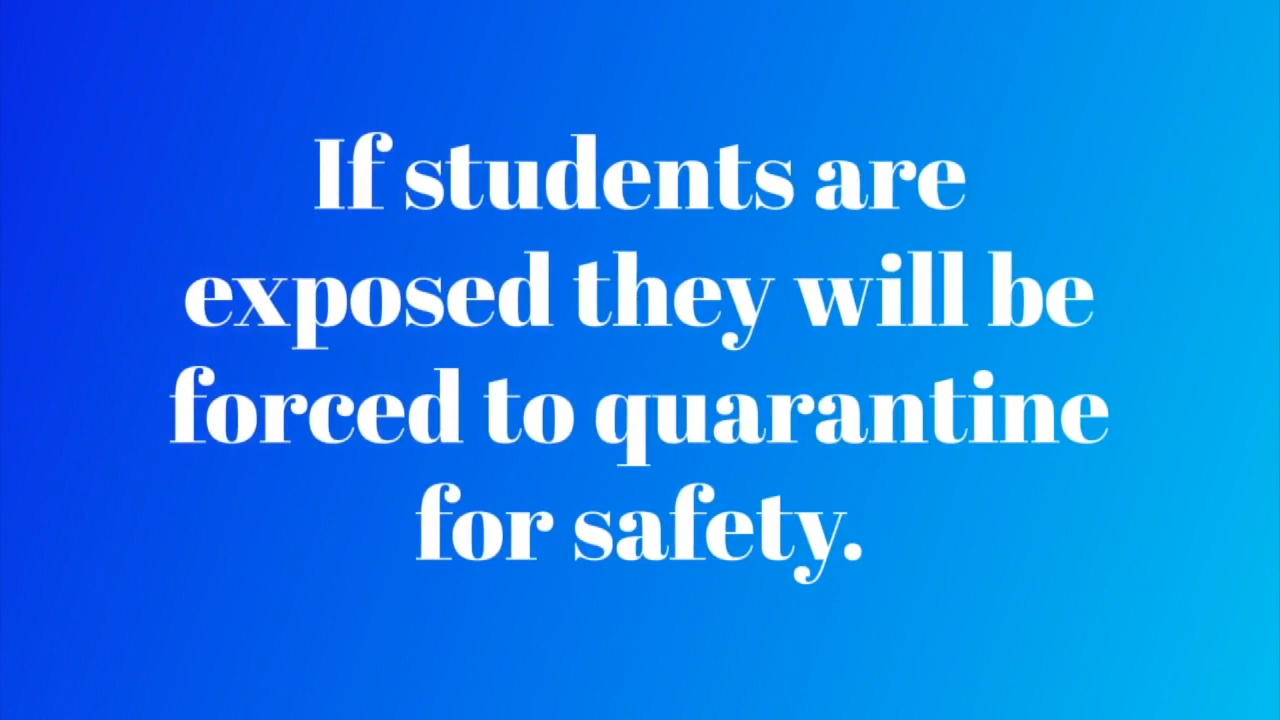 If students are
exposed they will be
forced to quarantine
for safety.